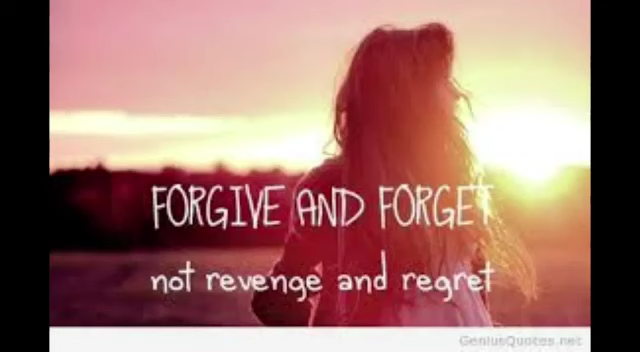 FORGIVE AND FORGET
not revenge and regret
GeniusQuotes.net